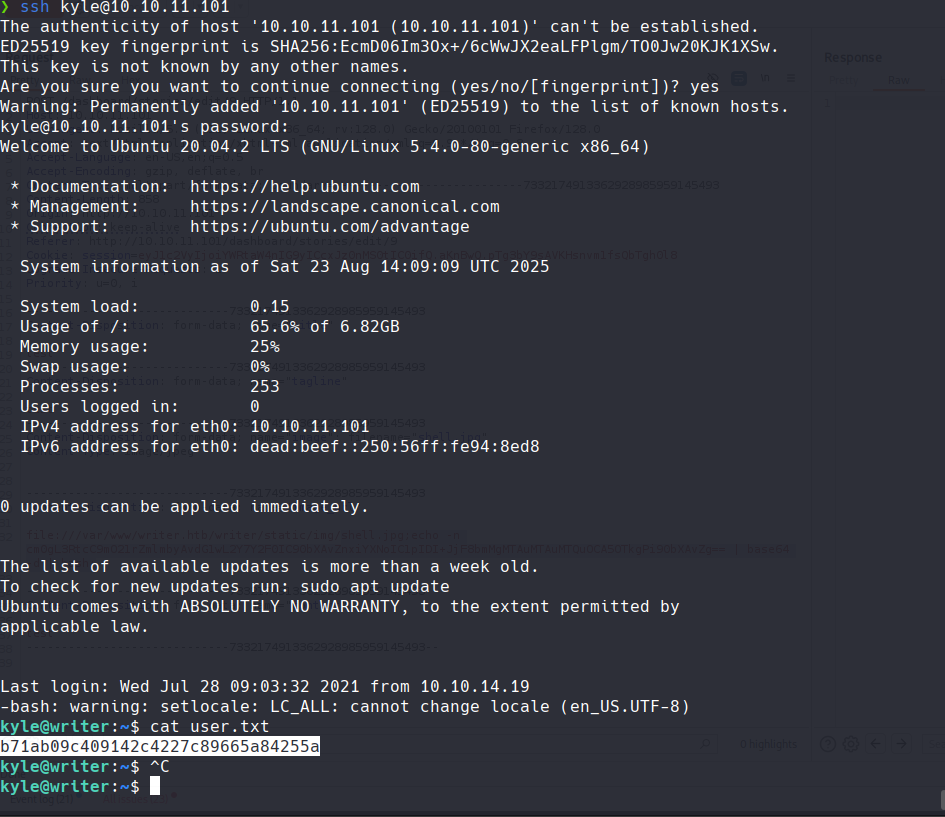 ❯ ssh kyle@10.10.11.101
The authenticity of host '10.10.11.101 (10.10.11.101)' can't be established.
ED25519 key fingerprint is SHA256:EcmD06Im3Ox+/6cWwJX2eaLFPlgm/TO0Jw20KJK1XSw.
This key is not known by any other names.
Are you sure you want to continue connecting (yes/no/[fingerprint])? yes
Warning: Permanently added '10.10.11.101' (ED25519) to the list of known hosts.
kyle@10.10.11.101's password:
Welcome to Ubuntu 20.04.2 LTS (GNU/Linux 5.4.0-80-generic x86_64)
* Documentation: https://help.ubuntu.com
* Management: https://landscape.canonical.com
* Support: https://ubuntu.com/advantage
System information as of Sat 23 Aug 14:09:09 UTC 2025
System load: 0.15
Usage of /: 65.6% of 6.82GB
Memory usage: 25%
Swap usage: 0%
Processes: 253
Users logged in: 0
IPv4 address for eth0: 10.10.11.101
IPv6 address for eth0: dead:beef::250:56ff:fe94:8ed8
0 updates can be applied immediately.
The list of available updates is more than a week old.
To check for new updates run: sudo apt update
Ubuntu comes with ABSOLUTELY NO WARRANTY, to the extent permitted by
applicable law.
Last login: Wed Jul 28 09:03:32 2021 from 10.10.14.19
-bash: warning: setlocale: LC_ALL: cannot change locale (en_US.UTF-8)
kyle@writer:~$ cat user.txt
b71ab09c409142c4227c89665a84255a
kyle@writer:~$ ^C
kyle@writer:~$
Response
0 highlights